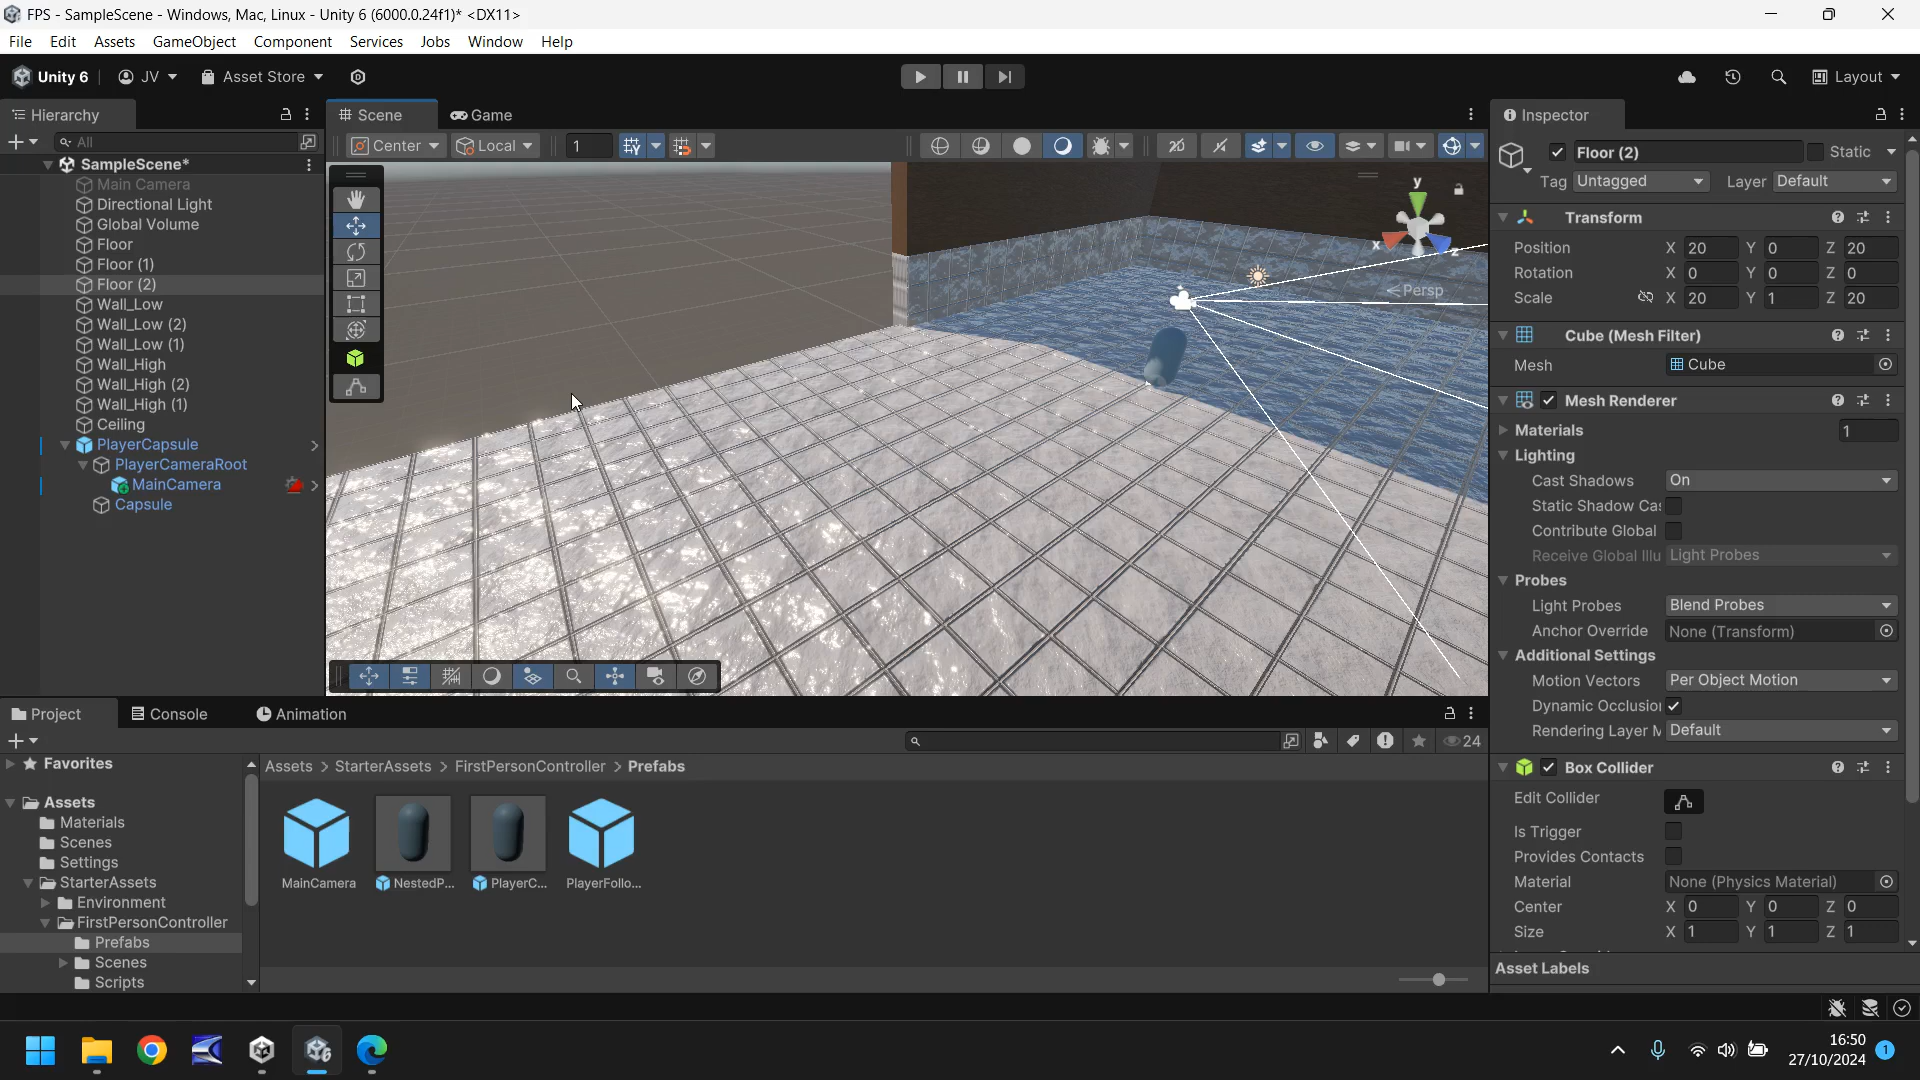 FPS - SampleScene - Windows, Mac, Linux - Unity 6 (6000.0.24f1)* <DX11>
File Edit Assets GameObject Component Services Jobs Window Help
Unity 6 JV Asset Store Layout
Hierarchy
All
SampleScene*
Main Camera
Directional Light
Global Volume
Floor
Floor (1)
Floor (2)
Wall_Low
Wall_Low (2)
Wall_Low (1)
Wall_High
Wall_High (2)
Wall_High (1)
Ceiling
PlayerCapsule
PlayerCameraRoot
MainCamera
Capsule
Scene Game
Center Local 1 2D
y
x
z
Persp
Inspector
Floor (2) Static
Tag Untagged Layer Default
Transform
Position X 20 Y 0 Z 20
Rotation X 0 Y 0 Z 0
Scale X 20 Y 1 Z 20
Cube (Mesh Filter)
Mesh Cube
Mesh Renderer
Materials 1
Lighting
Cast Shadows On
Static Shadow Ca
Contribute Global
Receive Global Illu Light Probes
Probes
Light Probes Blend Probes
Anchor Override None (Transform)
Additional Settings
Motion Vectors Per Object Motion
Dynamic Occlusio
Rendering Layer M Default
Box Collider
Edit Collider
Is Trigger
Provides Contacts
Material None (Physics Material)
Center X 0 Y 0 Z 0
Size X 1 Y 1 Z 1
Asset Labels
Project Console Animation
24
Favorites
Assets
Materials
Scenes
Settings
StarterAssets
Environment
FirstPersonController
Prefabs
Scenes
Scripts
Assets > StarterAssets > FirstPersonController > Prefabs
MainCamera NestedP... PlayerC... PlayerFollo...
6
16:50
27/10/2024
1